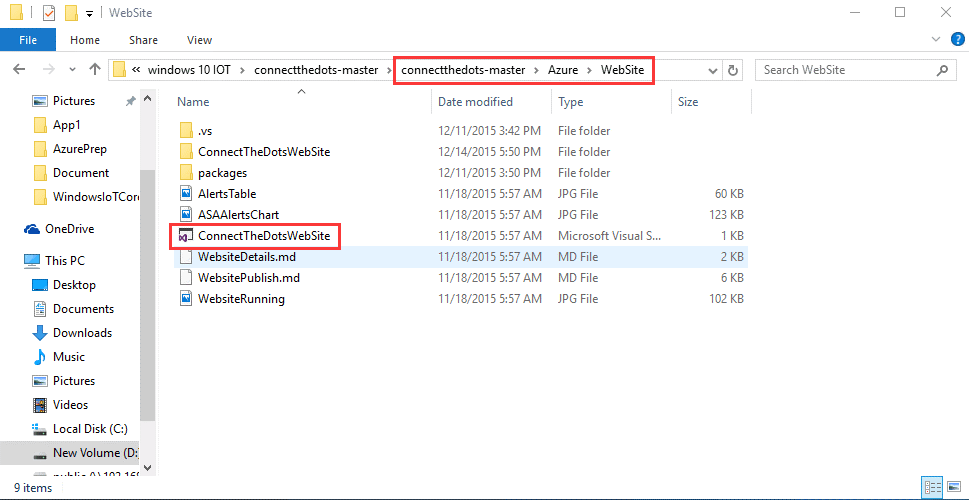 WebSite
File Home Share View
« windows 10 IOT > connectthedots-master > connectthedots-master > Azure > WebSite
Search WebSite
Pictures
App1
AzurePrep
Document
WindowsIoTCor
OneDrive
This PC
Desktop
Documents
Downloads
Music
Pictures
Videos
Local Disk (C:)
New Volume (D:
Name Date modified Type Size
.vs 12/11/2015 3:42 PM File folder
ConnectTheDotsWebSite 12/14/2015 5:50 PM File folder
packages 12/11/2015 3:50 PM File folder
AlertsTable 11/18/2015 5:57 AM JPG File 60 KB
ASAAlertsChart 11/18/2015 5:57 AM JPG File 123 KB
ConnectTheDotsWebSite 11/18/2015 5:57 AM Microsoft Visual S... 1 KB
WebsiteDetails.md 11/18/2015 5:57 AM MD File 2 KB
WebsitePublish.md 11/18/2015 5:57 AM MD File 6 KB
WebsiteRunning 11/18/2015 5:57 AM JPG File 102 KB
9 items